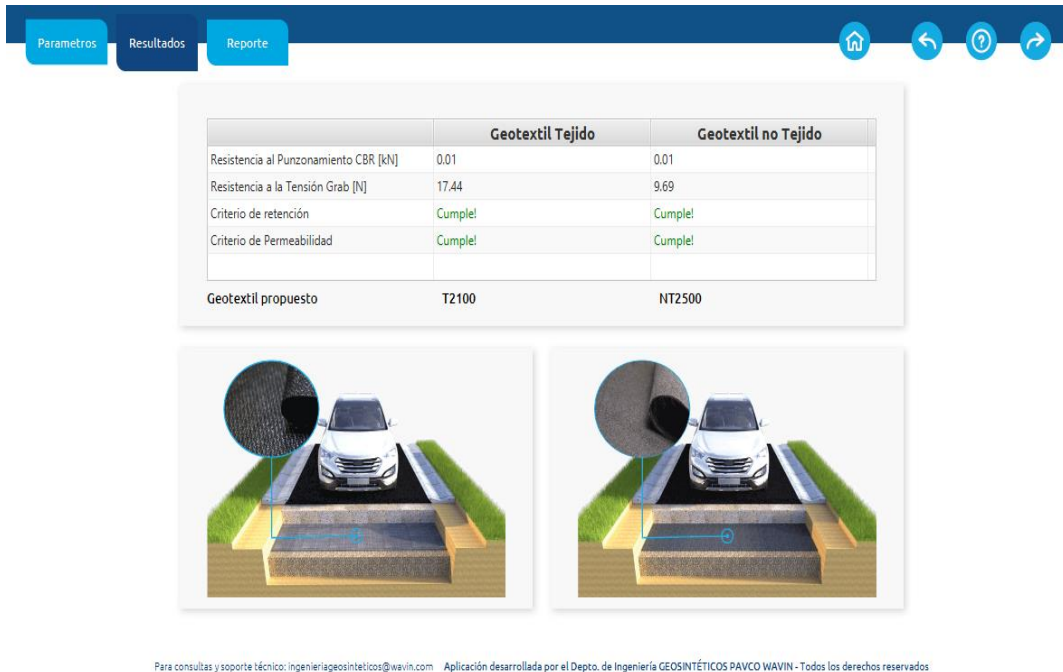 Parametros Resultados Reporte
Geotextil Tejido Geotextil no Tejido
Resistencia al Punzonamiento CBR [kN] 0.01 0.01
Resistencia a la Tensión Grab [N] 17.44 9.69
Criterio de retención Cumple! Cumple!
Criterio de Permeabilidad Cumple! Cumple!
Geotextil propuesto T2100 NT2500
Para consultas y soporte técnico: ingenieriageosinteticos@wavin.com Aplicación desarrollada por el Depto. de Ingeniería GEOSINTÉTICOS PAVCO WAVIN - Todos los derechos reservados